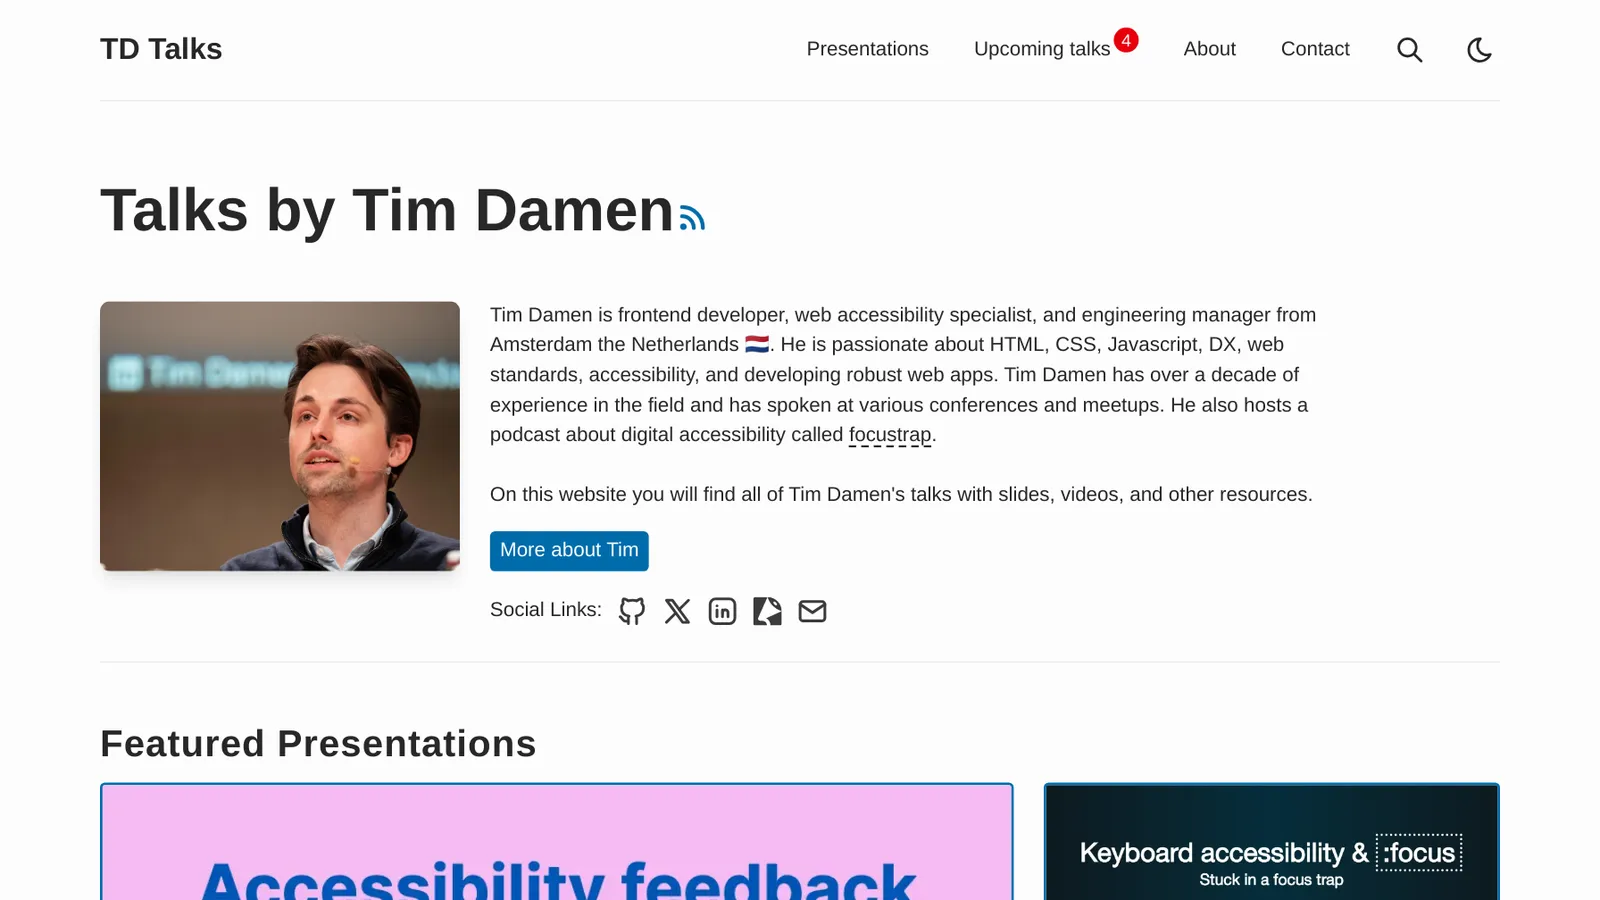 TD Talks
Presentations
Upcoming talks 4
About
Contact
Talks by Tim Damen
Tim Dame
Tim Damen is frontend developer, web accessibility specialist, and engineering manager from
Amsterdam the Netherlands 🇳🇱. He is passionate about HTML, CSS, Javascript, DX, web
standards, accessibility, and developing robust web apps. Tim Damen has over a decade of
experience in the field and has spoken at various conferences and meetups. He also hosts a
podcast about digital accessibility called focustrap.
On this website you will find all of Tim Damen's talks with slides, videos, and other resources.
More about Tim
Social Links:
Featured Presentations
Accessibility feedback
Keyboard accessibility & :focus
Stuck in a focus trap